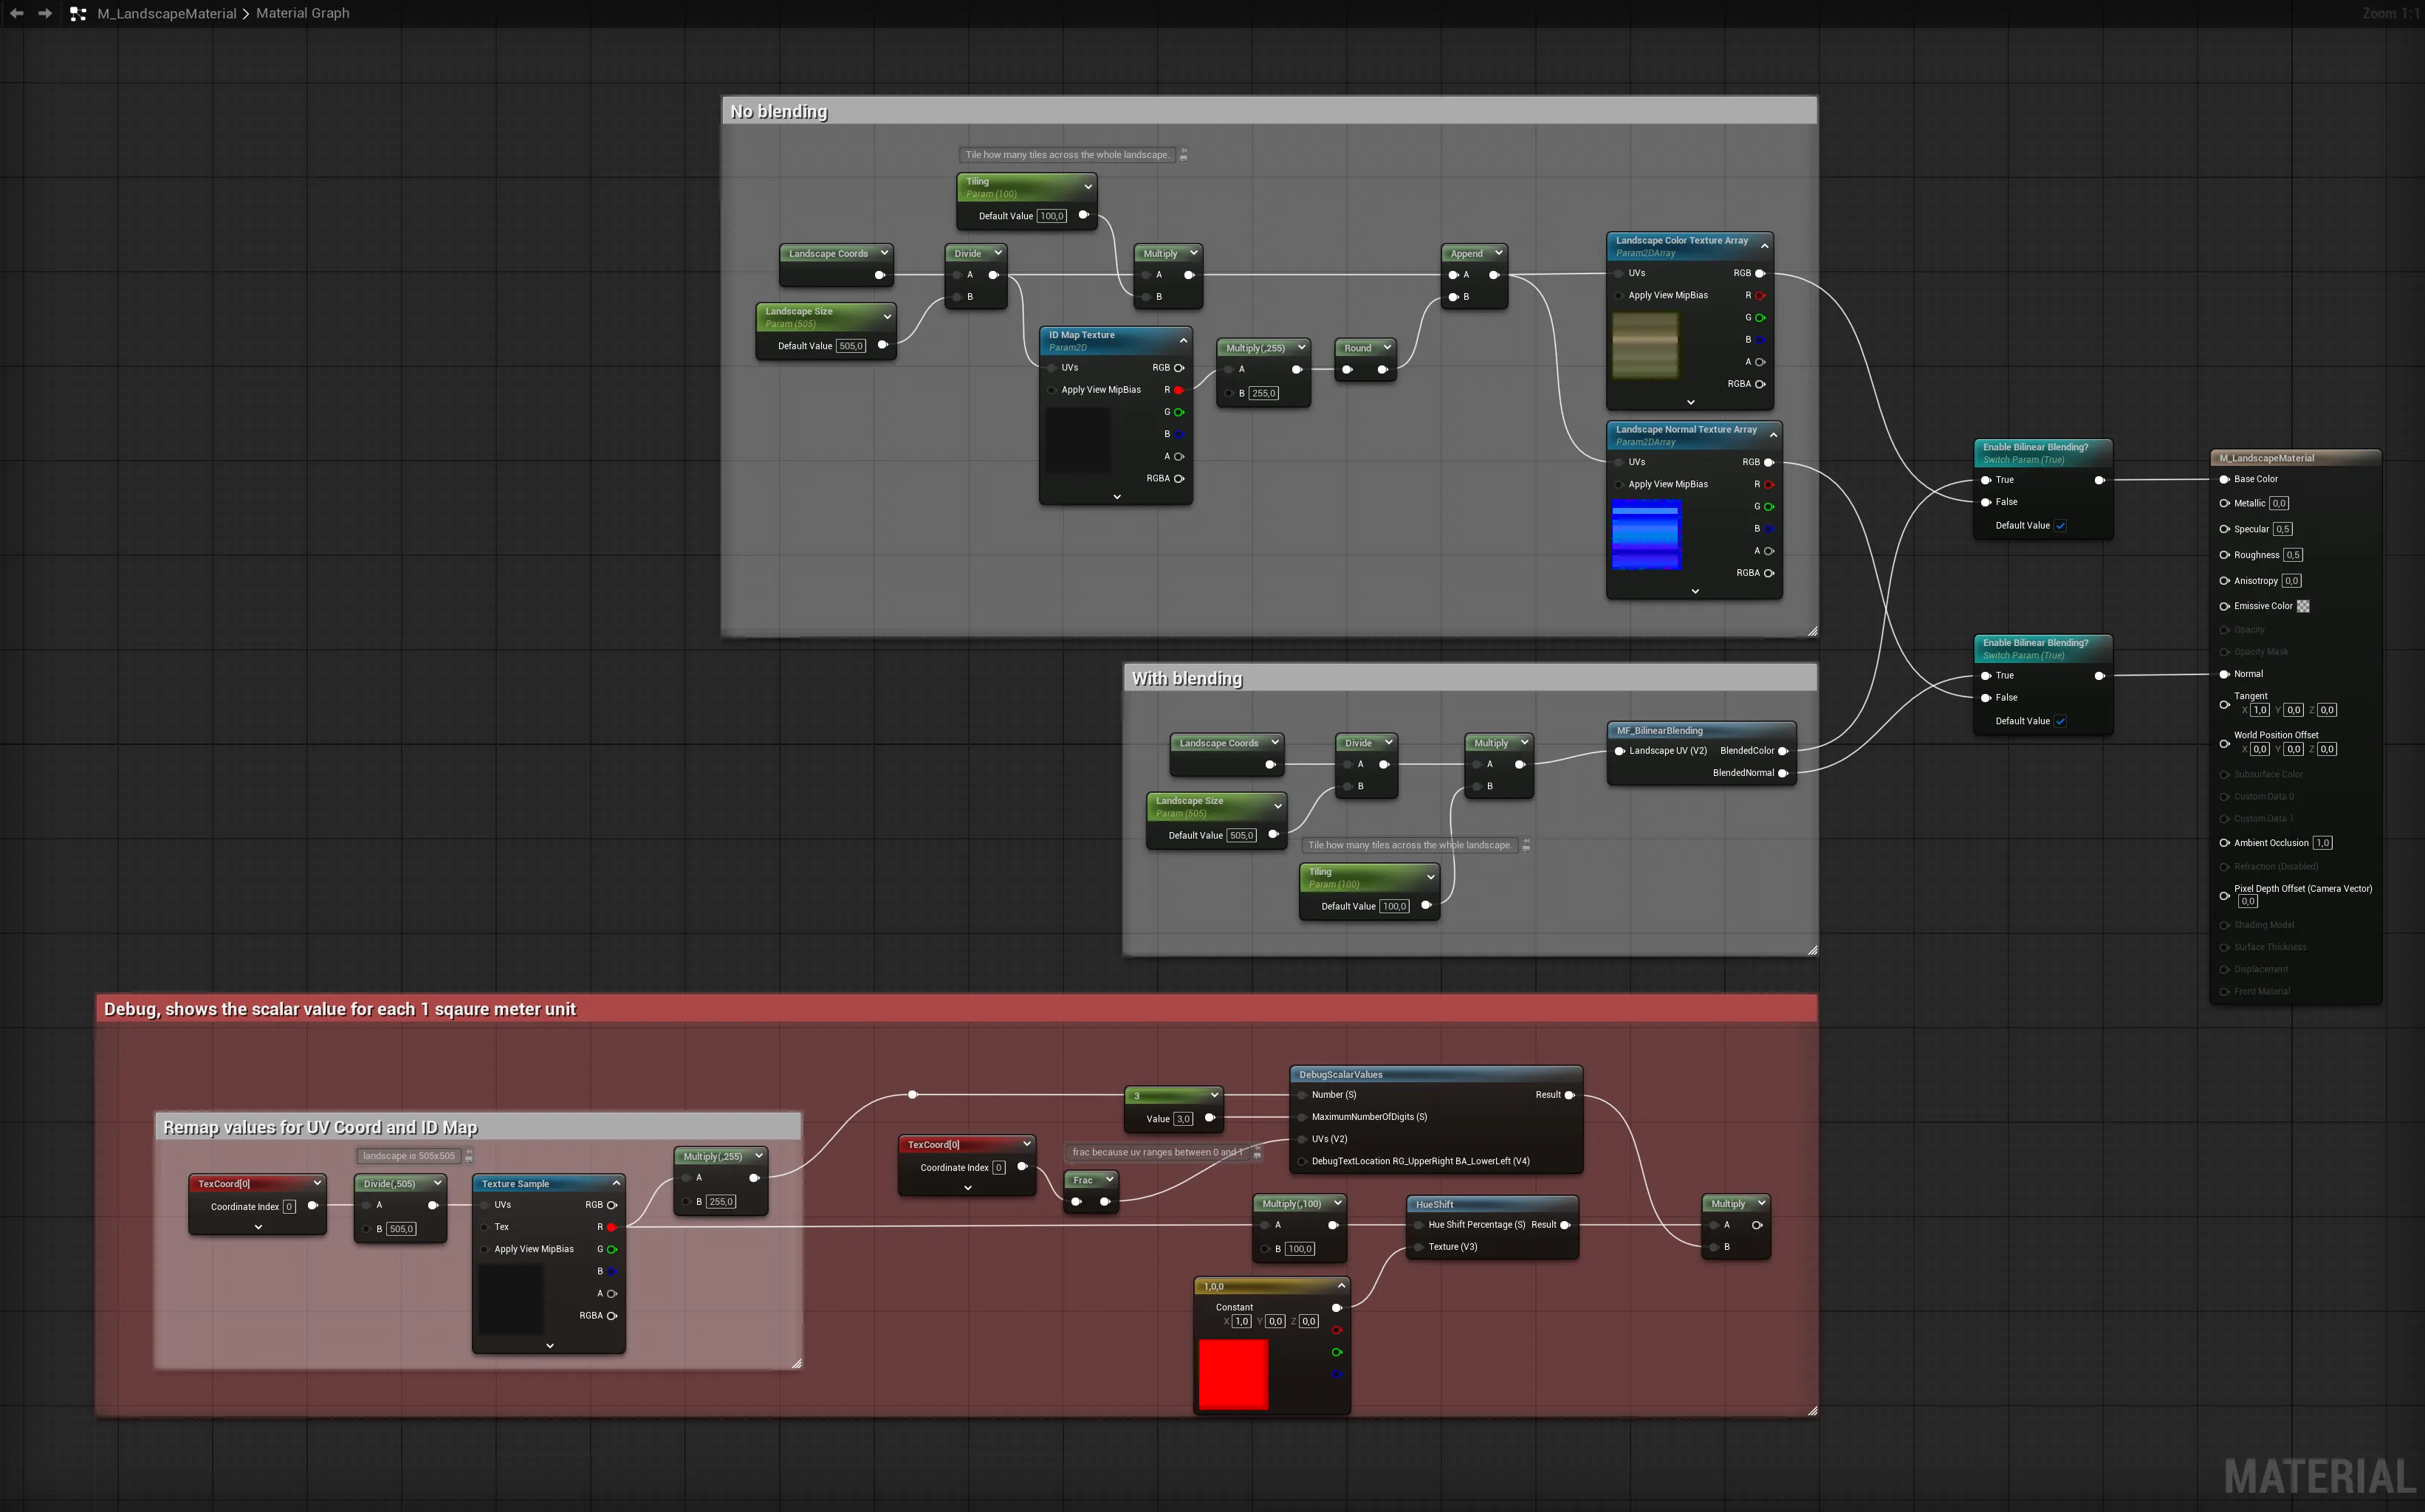 M_LandscapeMaterial > Material Graph
Zoom 1:1
No blending
Tile how many tiles across the whole landscape.
Tiling
Param (100)
Default Value 100,0
Landscape Coords
Divide
A
B
Multiply
A
B
Append
A
B
Landscape Size
Param (505)
Default Value 505,0
ID Map Texture
Param2D
UVs RGB
Apply View MipBias R
G
B
A
RGBA
Multiply(,255)
A
B 255,0
Round
Landscape Color Texture Array
Param2DArray
UVs RGB
Apply View MipBias R
G
B
A
RGBA
Landscape Normal Texture Array
Param2DArray
UVs RGB
Apply View MipBias R
G
B
A
RGBA
Enable Bilinear Blending?
Switch Param (True)
True
False
Default Value
Enable Bilinear Blending?
Switch Param (True)
True
False
Default Value
M_LandscapeMaterial
Base Color
Metallic 0,0
Specular 0,5
Roughness 0,5
Anisotropy 0,0
Emissive Color
Opacity
Opacity Mask
Normal
Tangent
X 1,0 Y 0,0 Z 0,0
World Position Offset
X 0,0 Y 0,0 Z 0,0
Subsurface Color
Custom Data 0
Custom Data 1
Ambient Occlusion 1,0
Refraction (Disabled)
Pixel Depth Offset (Camera Vector)
0,0
Shading Model
Surface Thickness
Displacement
Front Material
With blending
Landscape Coords
Divide
A
B
Multiply
A
B
MF_BilinearBlending
Landscape UV (V2) BlendedColor
BlendedNormal
Landscape Size
Param (505)
Default Value 505,0
Tile how many tiles across the whole landscape.
Tiling
Param (100)
Default Value 100,0
Debug, shows the scalar value for each 1 sqaure meter unit
Remap values for UV Coord and ID Map
landscape is 505x505
TexCoord[0]
Coordinate Index 0
Divide(,505)
A
B 505,0
Texture Sample
UVs RGB
Tex R
Apply View MipBias G
B
A
RGBA
Multiply(,255)
A
B 255,0
TexCoord[0]
Coordinate Index 0
frac because uv ranges between 0 and 1
Frac
3
Value 3,0
DebugScalarValues
Number (S) Result
MaximumNumberOfDigits (S)
UVs (V2)
DebugTextLocation RG_UpperRight BA_LowerLeft (V4)
Multiply(,100)
A
B 100,0
HueShift
Hue Shift Percentage (S) Result
Texture (V3)
Multiply
A
B
1,0,0
Constant
X 1,0 Y 0,0 Z 0,0
MATERIAL